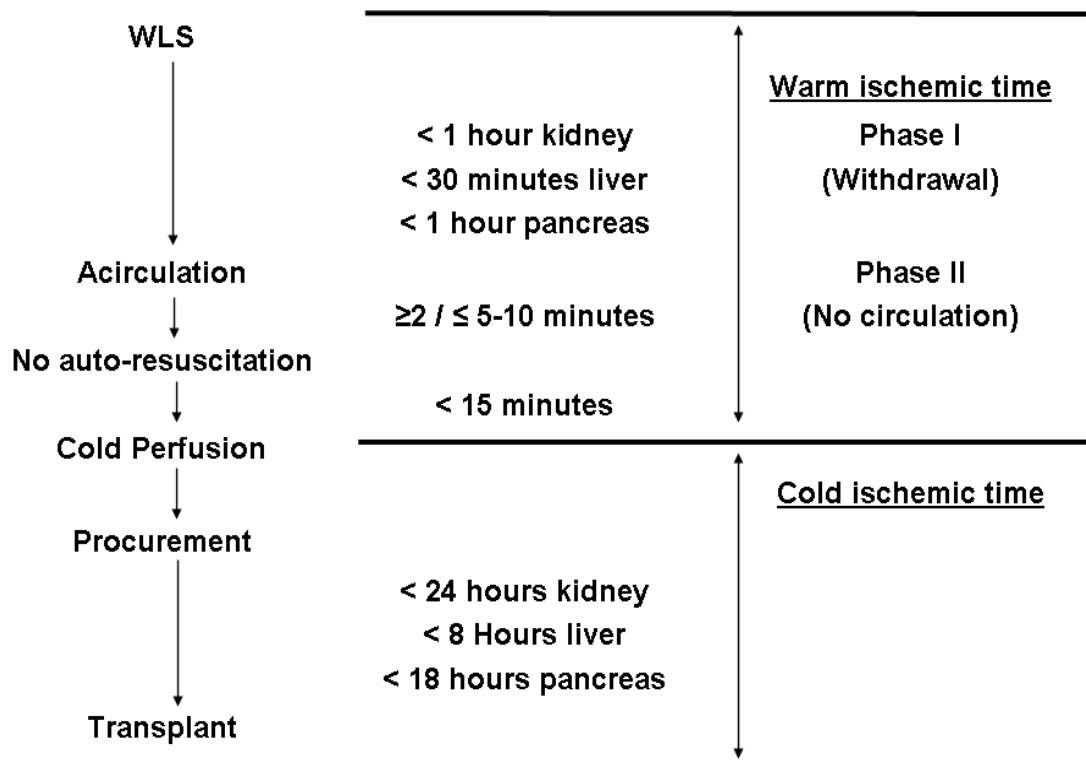 WLS
Warm ischemic time
< 1 hour kidney
Phase I
< 30 minutes liver
(Withdrawal)
< 1 hour pancreas
Acirculation
Phase II
≥2 / ≤ 5-10 minutes
(No circulation)
No auto-resuscitation
< 15 minutes
Cold Perfusion
Cold ischemic time
Procurement
< 24 hours kidney
< 8 Hours liver
< 18 hours pancreas
Transplant